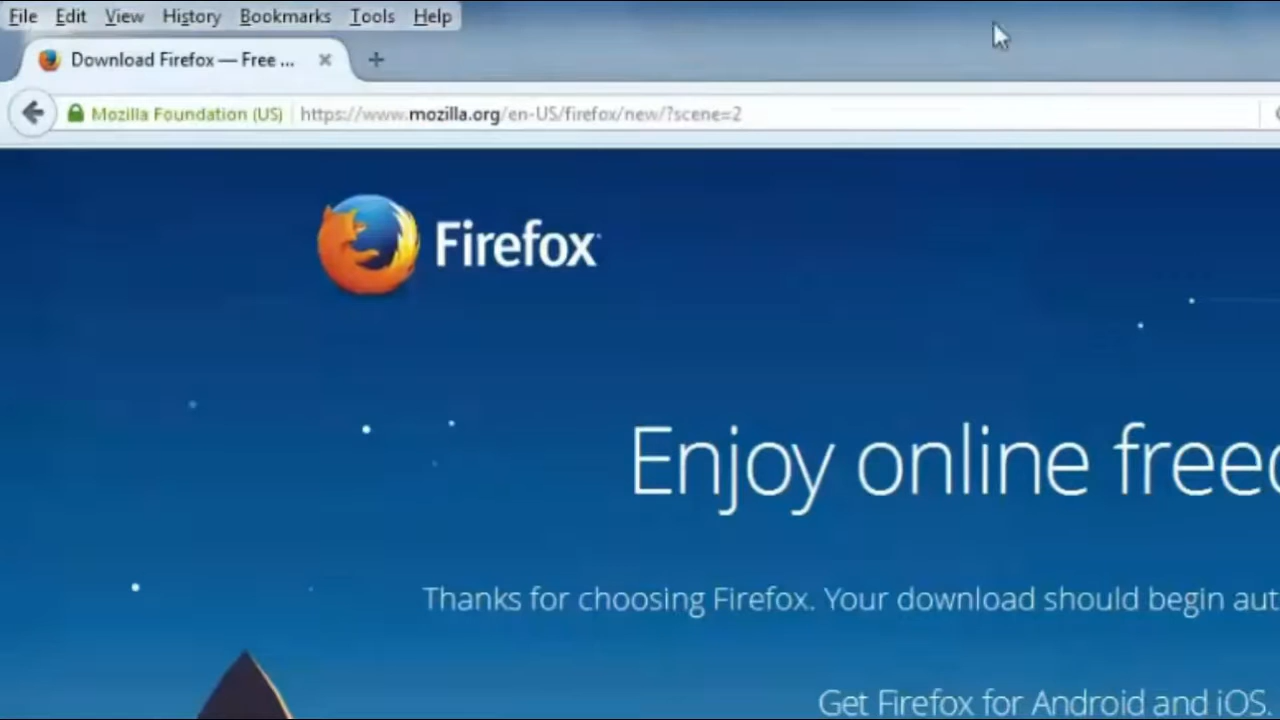 File Edit View History Bookmarks Tools Help
Download Firefox — Free ...
Mozilla Foundation (US) https://www.mozilla.org/en-US/firefox/new/?scene=2
Firefox
Enjoy online free
Thanks for choosing Firefox. Your download should begin aut
Get Firefox for Android and iOS.